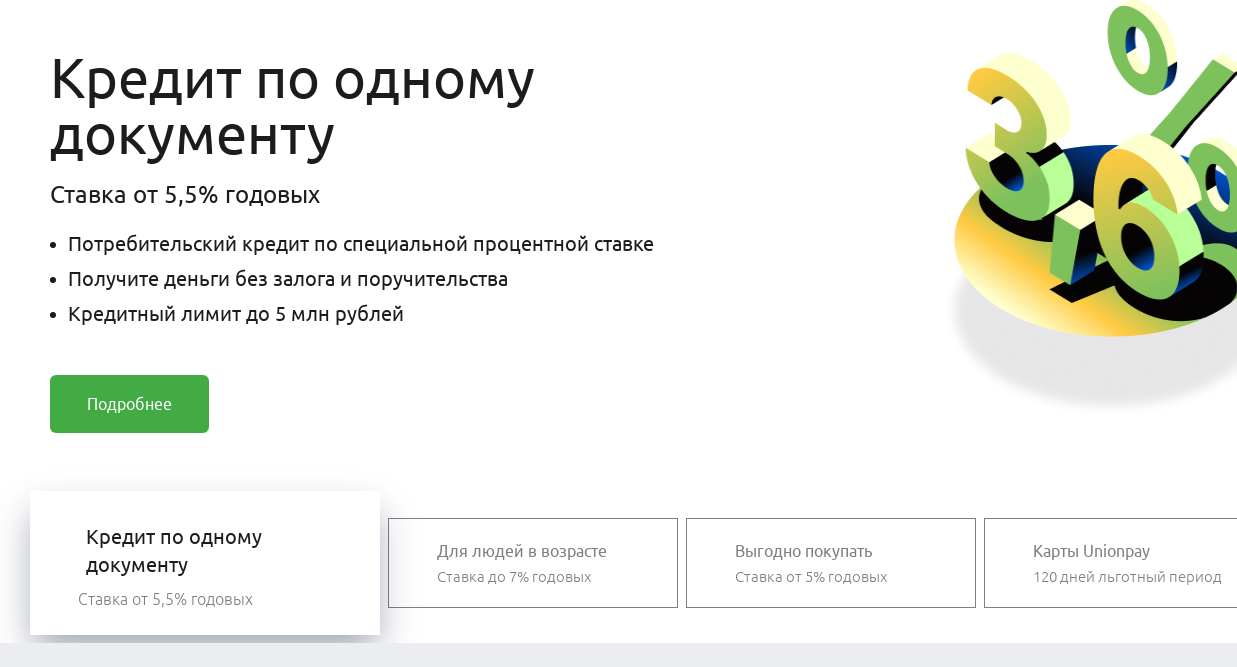 Кредит по одному
документу
Ставка от 5,5% годовых
Потребительский кредит по специальной процентной ставке
Получите деньги без залога и поручительства
Кредитный лимит до 5 млн рублей
Подробнее
3,6%
Кредит по одному
документу
Ставка от 5,5% годовых
Для людей в возрасте
Ставка до 7% годовых
Выгодно покупать
Ставка от 5% годовых
Карты Unionpay
120 дней льготный период